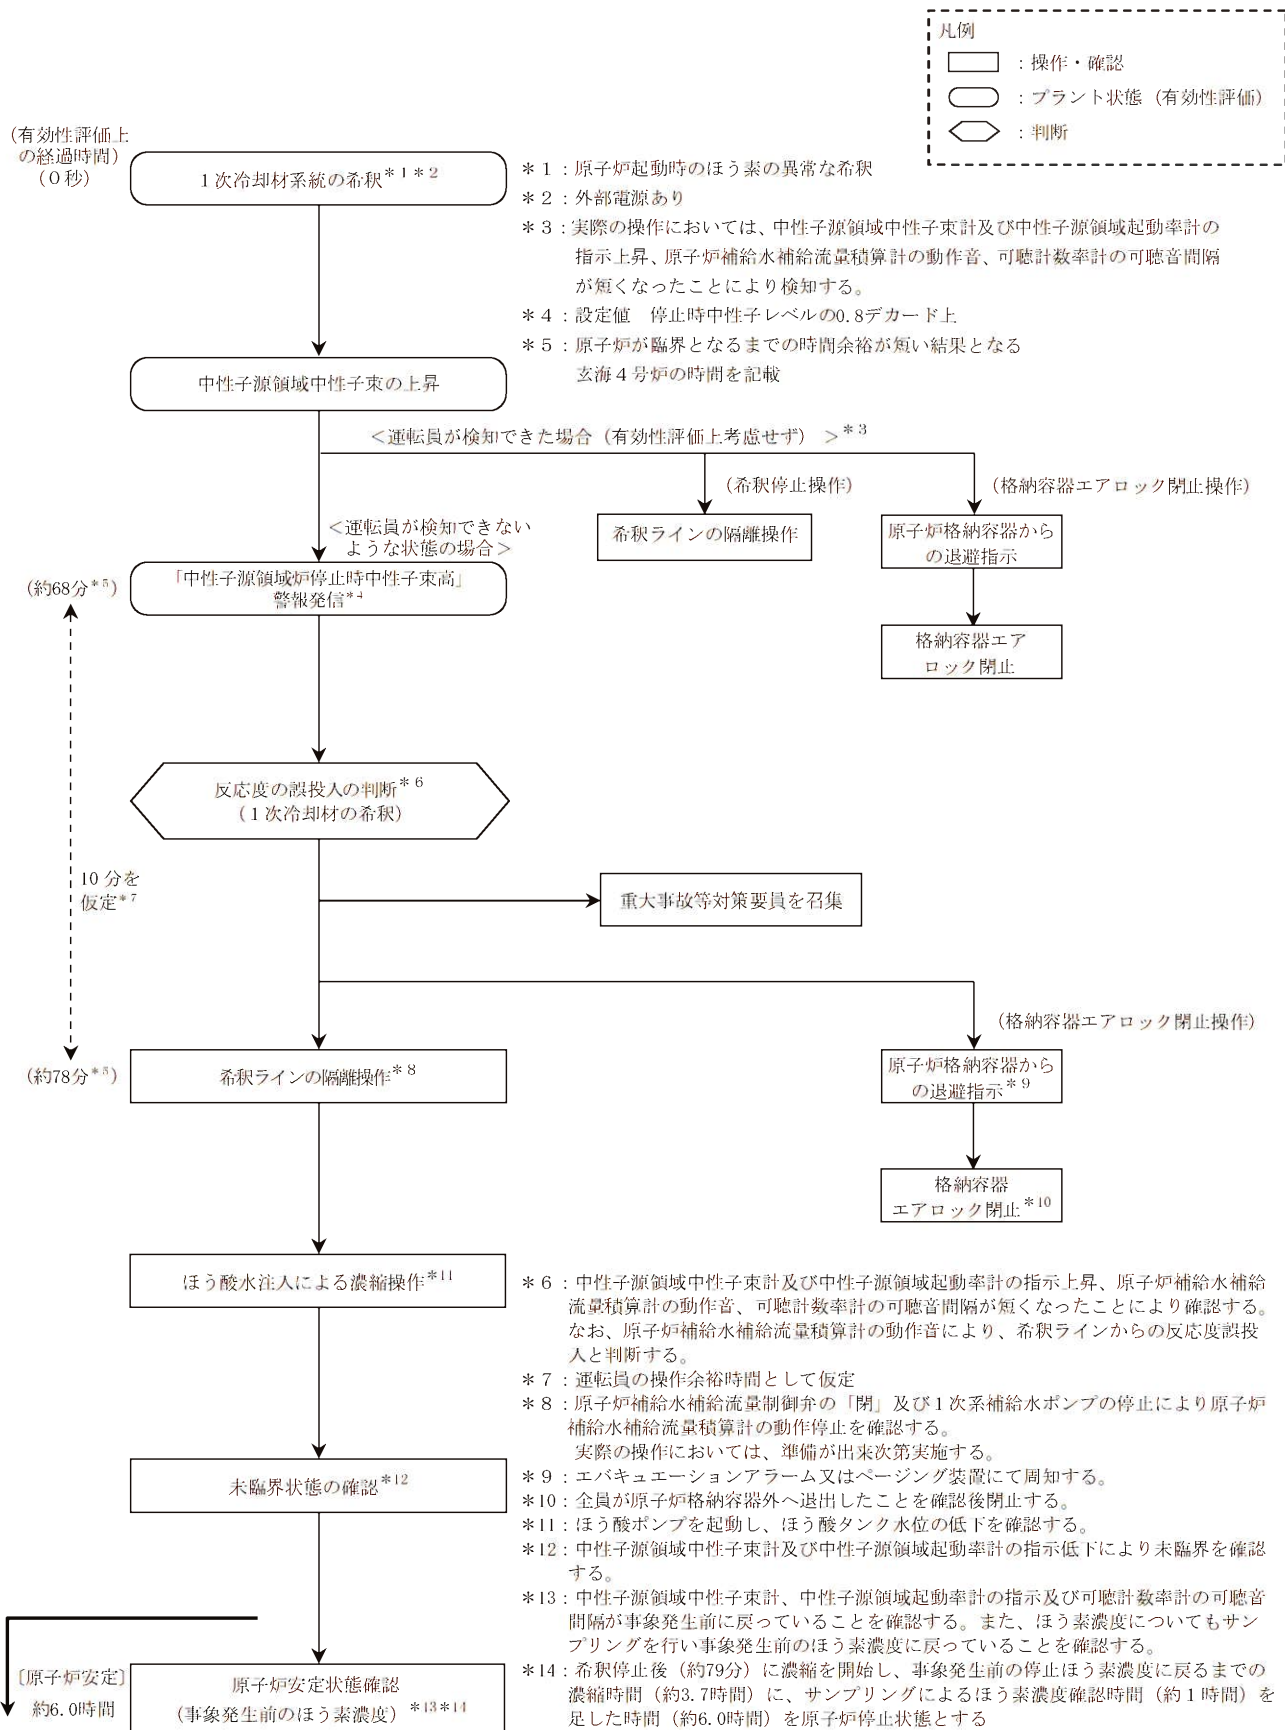 凡例
：操作・確認
：プラント状態（有効性評価）
：判断
（有効性評価上
の経過時間）
（０秒）
１次冷却材系統の希釈＊１＊２
＊１：原子炉起動時のほう素の異常な希釈
＊２：外部電源あり
＊３：実際の操作においては、中性子源領域中性子束計及び中性子源領域起動率計の
指示上昇、原子炉補給水補給流量積算計の動作音、可聴計数率計の可聴音間隔
が短くなったことにより検知する。
＊４：設定値　停止時中性子レベルの0.8デカード上
＊５：原子炉が臨界となるまでの時間余裕が短い結果となる
玄海４号炉の時間を記載
中性子源領域中性子束の上昇
＜運転員が検知できた場合（有効性評価上考慮せず）＞＊３
（希釈停止操作）
（格納容器エアロック閉止操作）
＜運転員が検知できない
ような状態の場合＞
希釈ラインの隔離操作
原子炉格納容器から
の退避指示
（約68分＊５）
「中性子源領域炉停止時中性子束高」
警報発信＊４
格納容器エア
ロック閉止
反応度の誤投入の判断＊６
（１次冷却材の希釈）
10 分を
仮定＊７
重大事故等対策要員を召集
（格納容器エアロック閉止操作）
（約78分＊５）
希釈ラインの隔離操作＊８
原子炉格納容器から
の退避指示＊９
格納容器
エアロック閉止＊10
ほう酸水注入による濃縮操作＊11
＊６：中性子源領域中性子束計及び中性子源領域起動率計の指示上昇、原子炉補給水補給
流量積算計の動作音、可聴計数率計の可聴音間隔が短くなったことにより確認する。
なお、原子炉補給水補給流量積算計の動作音により、希釈ラインからの反応度誤投
入と判断する。
＊７：運転員の操作余裕時間として仮定
＊８：原子炉補給水補給流量制御弁の「閉」及び１次系補給水ポンプの停止により原子炉
補給水補給流量積算計の動作停止を確認する。
実際の操作においては、準備が出来次第実施する。
＊９：エバキュエーションアラーム又はページング装置にて周知する。
＊10：全員が原子炉格納容器外へ退出したことを確認後閉止する。
＊11：ほう酸ポンプを起動し、ほう酸タンク水位の低下を確認する。
＊12：中性子源領域中性子束計及び中性子源領域起動率計の指示低下により未臨界を確認
する。
＊13：中性子源領域中性子束計、中性子源領域起動率計の指示及び可聴計数率計の可聴音
間隔が事象発生前に戻っていることを確認する。また、ほう素濃度についてもサン
プリングを行い事象発生前のほう素濃度に戻っていることを確認する。
＊14：希釈停止後（約79分）に濃縮を開始し、事象発生前の停止ほう素濃度に戻るまでの
濃縮時間（約3.7時間）に、サンプリングによるほう素濃度確認時間（約１時間）を
足した時間（約6.0時間）を原子炉停止状態とする
未臨界状態の確認＊12
〔原子炉安定〕
約6.0時間
原子炉安定状態確認
（事象発生前のほう素濃度）＊13＊14